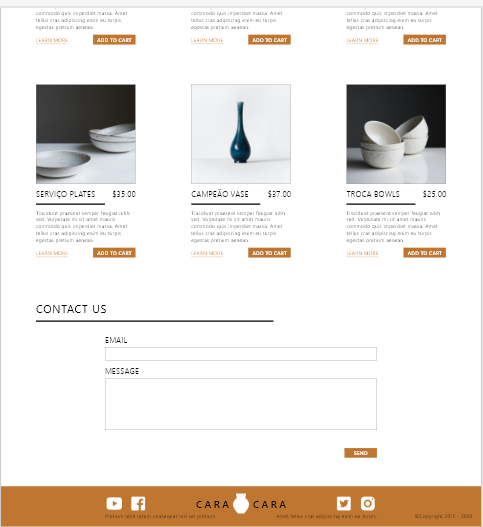 commodo quis imperdiet massa. Amet
tellus cras adipiscing enim eu turpis
egestas pretium aenean.
LEARN MORE ADD TO CART
commodo quis imperdiet massa. Amet
tellus cras adipiscing enim eu turpis
egestas pretium aenean.
LEARN MORE ADD TO CART
commodo quis imperdiet massa. Amet
tellus cras adipiscing enim eu turpis
egestas pretium aenean.
LEARN MORE ADD TO CART
SERVIÇO PLATES $35.00
Tincidunt praesent semper feugiat nibh
sed. Vulputate mi sit amet mauris
commodo quis imperdiet massa. Amet
tellus cras adipiscing enim eu turpis
egestas pretium aenean.
LEARN MORE ADD TO CART
CAMPEÃO VASE $37.00
Tincidunt praesent semper feugiat nibh
sed. Vulputate mi sit amet mauris
commodo quis imperdiet massa. Amet
tellus cras adipiscing enim eu turpis
egestas pretium aenean.
LEARN MORE ADD TO CART
TROCA BOWLS $25.00
Tincidunt praesent semper feugiat nibh
sed. Vulputate mi sit amet mauris
commodo quis imperdiet massa. Amet
tellus cras adipiscing enim eu turpis
egestas pretium aenean.
LEARN MORE ADD TO CART
CONTACT US
EMAIL
MESSAGE
SEND
CARA CARA
Pretium nibh ipsum consequat nisl vel pretium
Amet tellus cras adipiscing enim eu turpis
©Copyright 2015 - 2020